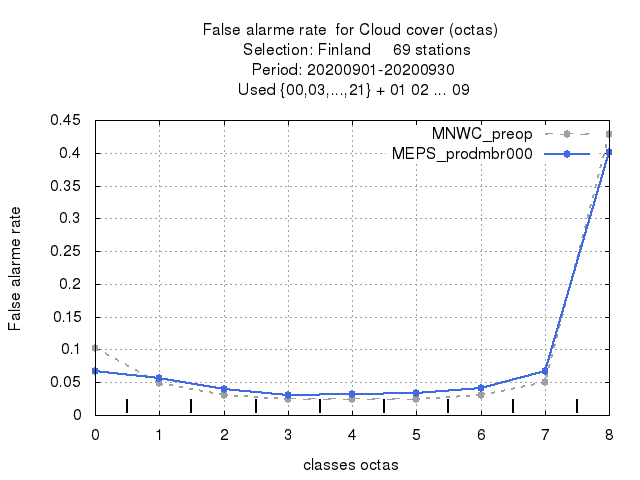 False alarme rate  for Cloud cover (octas)
Selection: Finland     69 stations
Period: 20200901-20200930
Used {00,03,...,21} + 01 02 ... 09
MNWC_preop
MEPS_prodmbr000
False alarme rate
0.45
0.4
0.35
0.3
0.25
0.2
0.15
0.1
0.05
0
0 1 2 3 4 5 6 7 8
classes octas